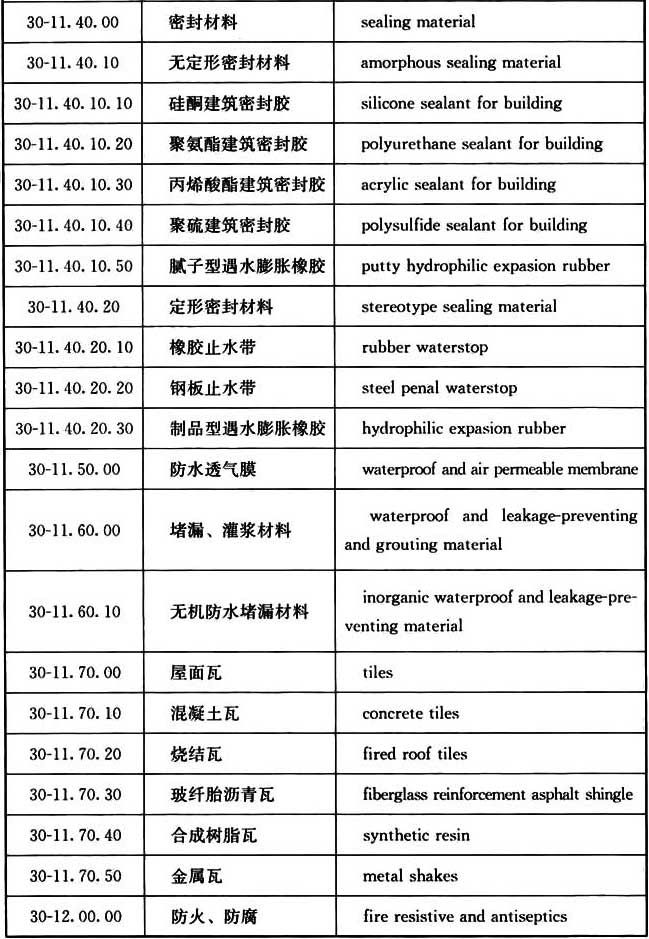 30-11.40.00 密封材料 sealing material
30-11.40.10 无定形密封材料 amorphous sealing material
30-11.40.10.10 硅酮建筑密封胶 silicone sealant for building
30-11.40.10.20 聚氨酯建筑密封胶 polyurethane sealant for building
30-11.40.10.30 丙烯酸酯建筑密封胶 acrylic sealant for building
30-11.40.10.40 聚硫建筑密封胶 polysulfide sealant for building
30-11.40.10.50 腻子型遇水膨胀橡胶 putty hydrophilic expasion rubber
30-11.40.20 定形密封材料 stereotype sealing material
30-11.40.20.10 橡胶止水带 rubber waterstop
30-11.40.20.20 钢板止水带 steel penal waterstop
30-11.40.20.30 制品型遇水膨胀橡胶 hydrophilic expasion rubber
30-11.50.00 防水透气膜 waterproof and air permeable membrane
30-11.60.00 堵漏、灌浆材料 waterproof and leakage-preventing
and grouting material
30-11.60.10 无机防水堵漏材料 inorganic waterproof and leakage-pre-
venting material
30-11.70.00 屋面瓦 tiles
30-11.70.10 混凝土瓦 concrete tiles
30-11.70.20 烧结瓦 fired roof tiles
30-11.70.30 玻纤胎沥青瓦 fiberglass reinforcement asphalt shingle
30-11.70.40 合成树脂瓦 synthetic resin
30-11.70.50 金属瓦 metal shakes
30-12.00.00 防火、防腐 fire resistive and antiseptics